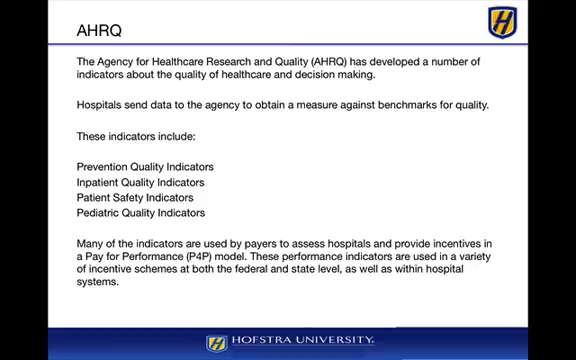 AHRQ
The Agency for Healthcare Research and Quality (AHRQ) has developed a number of
indicators about the quality of healthcare and decision making.
Hospitals send data to the agency to obtain a measure against benchmarks for quality.
These indicators include:
Prevention Quality Indicators
Inpatient Quality Indicators
Patient Safety Indicators
Pediatric Quality Indicators
Many of the indicators are used by payers to assess hospitals and provide incentives in
a Pay for Performance (P4P) model. These performance indicators are used in a variety
of incentive schemes at both the federal and state level, as well as within hospital
systems.
HOFSTRA UNIVERSITY